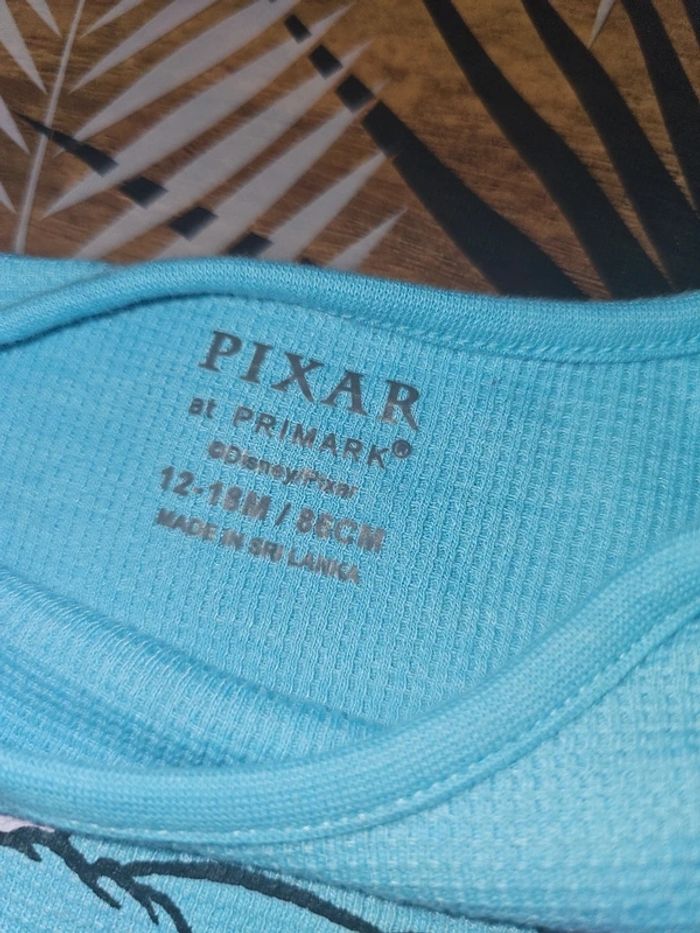 PIXAR
at PRIMARK®
©Disney/Pixar
12-18M / 86CM
MADE IN SRI LANKA